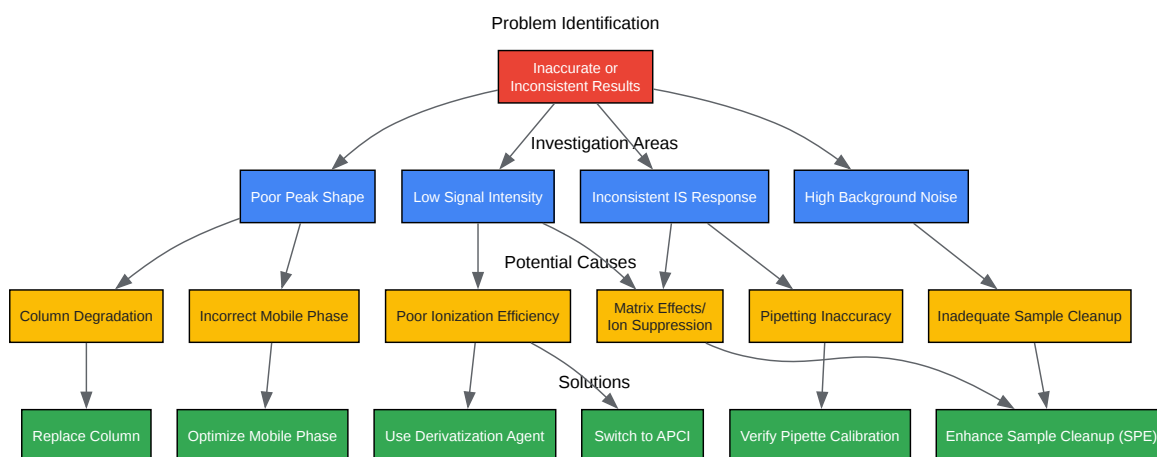 Problem Identification
Inaccurate or
Inconsistent Results
Investigation Areas
Poor Peak Shape
Low Signal Intensity
Inconsistent IS Response
High Background Noise
Potential Causes
Column Degradation
Incorrect Mobile Phase
Poor Ionization Efficiency
Matrix Effects/
Ion Suppression
Pipetting Inaccuracy
Inadequate Sample Cleanup
Solutions
Replace Column
Optimize Mobile Phase
Use Derivatization Agent
Switch to APCI
Verify Pipette Calibration
Enhance Sample Cleanup (SPE)